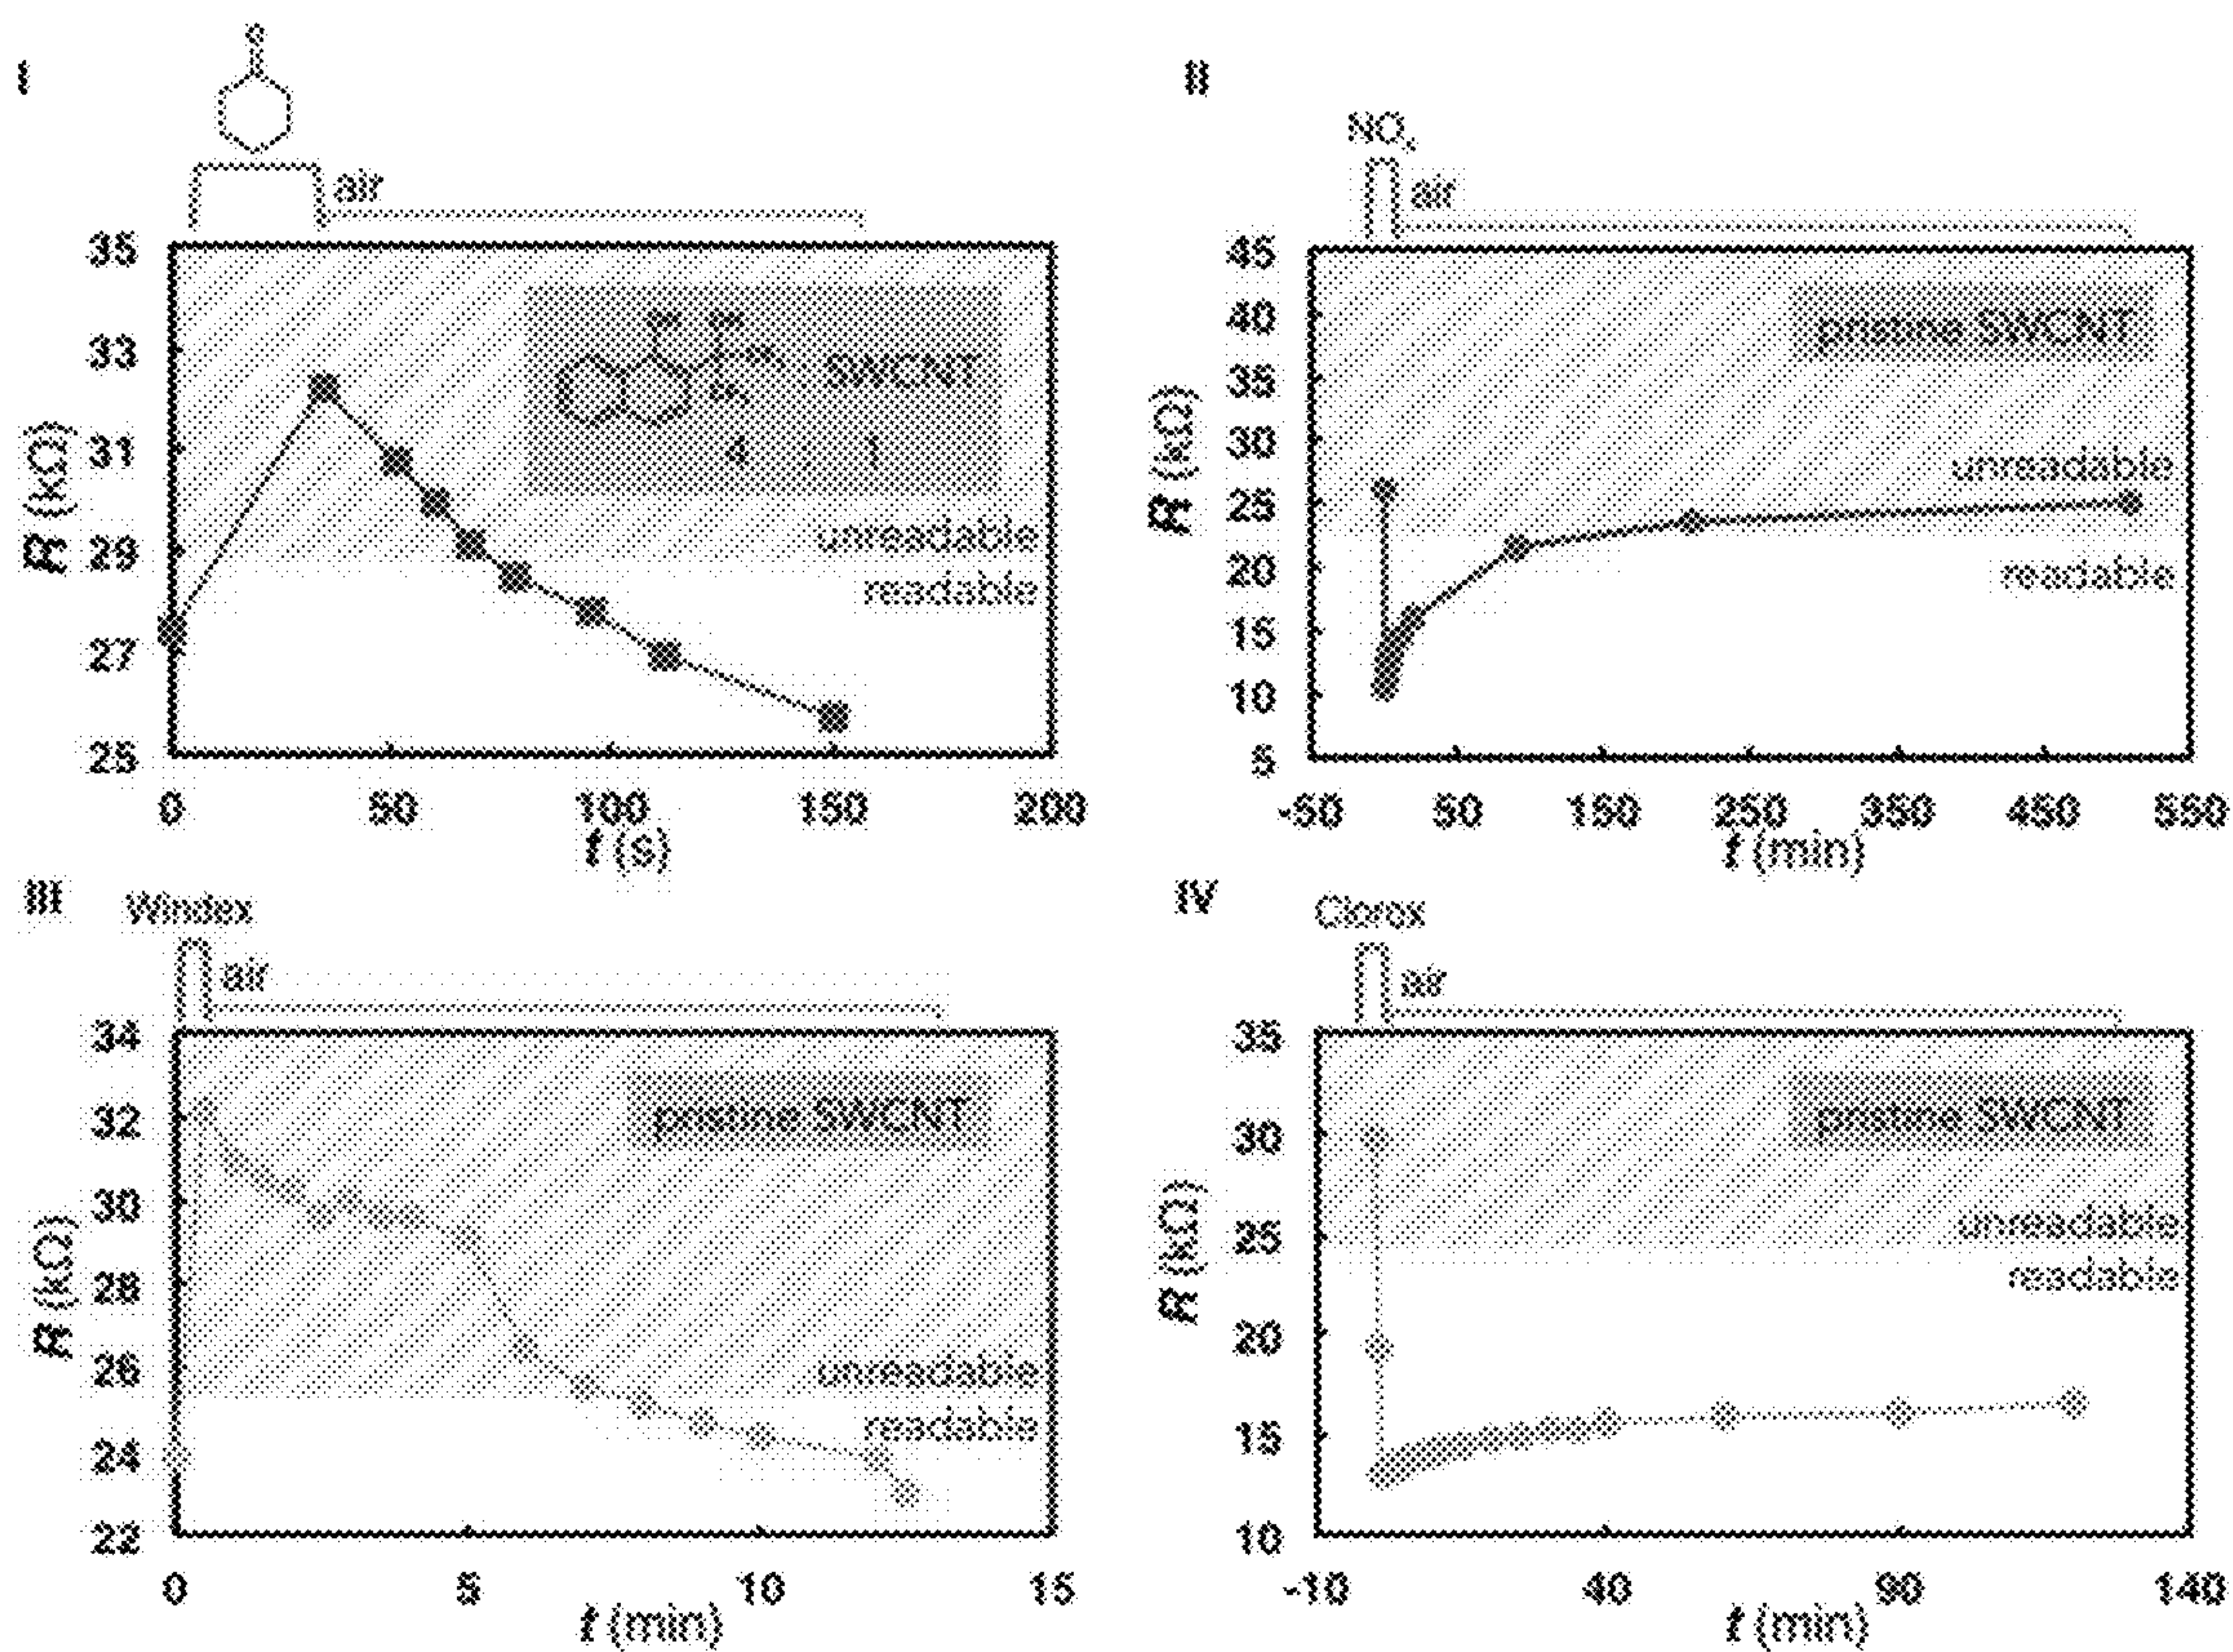 I
O
air
35
33
31
29
27
25
R (kΩ)
SWCNT
4 : 1
unreadable
readable
0 50 100 150 200
t (s)
II
NOx
air
45
40
35
30
25
20
15
10
5
R (kΩ)
pristine SWCNT
unreadable
readable
-50 50 150 250 350 450 550
t (min)
III
Windex
air
34
32
30
28
26
24
22
R (kΩ)
pristine SWCNT
unreadable
readable
0 5 10 15
t (min)
IV
Clorox
air
35
30
25
20
15
10
R (kΩ)
pristine SWCNT
unreadable
readable
-10 40 90 140
t (min)